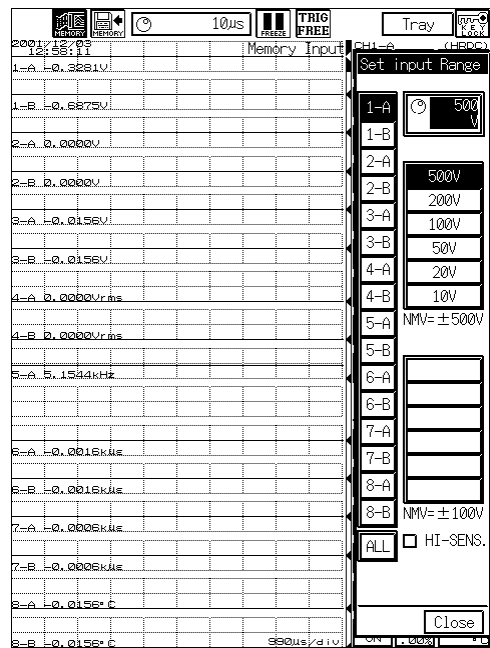 MEMORY
MEMORY
10µs
FREEZE
TRIG FREE
Tray
KEY LOCK
2001/12/03
12:58:11
Memory Input
CH1-A (HRDC)
Set input Range
1-A -0.3281V
1-B -0.6875V
2-A 0.0000V
2-B 0.0000V
3-A -0.0156V
3-B -0.0156V
4-A 0.0000Vrms
4-B 0.0000Vrms
5-A 5.1544kHz
6-A -0.0016kµε
6-B -0.0016kµε
7-A -0.0006kµε
7-B -0.0006kµε
8-A -0.0156°C
8-B -0.0156°C
990µs/div
1-A
1-B
2-A
2-B
3-A
3-B
4-A
4-B
5-A
5-B
6-A
6-B
7-A
7-B
8-A
8-B
ALL
500
V
500V
200V
100V
50V
20V
10V
NMV=±500V
NMV=±100V
HI-SENS.
Close